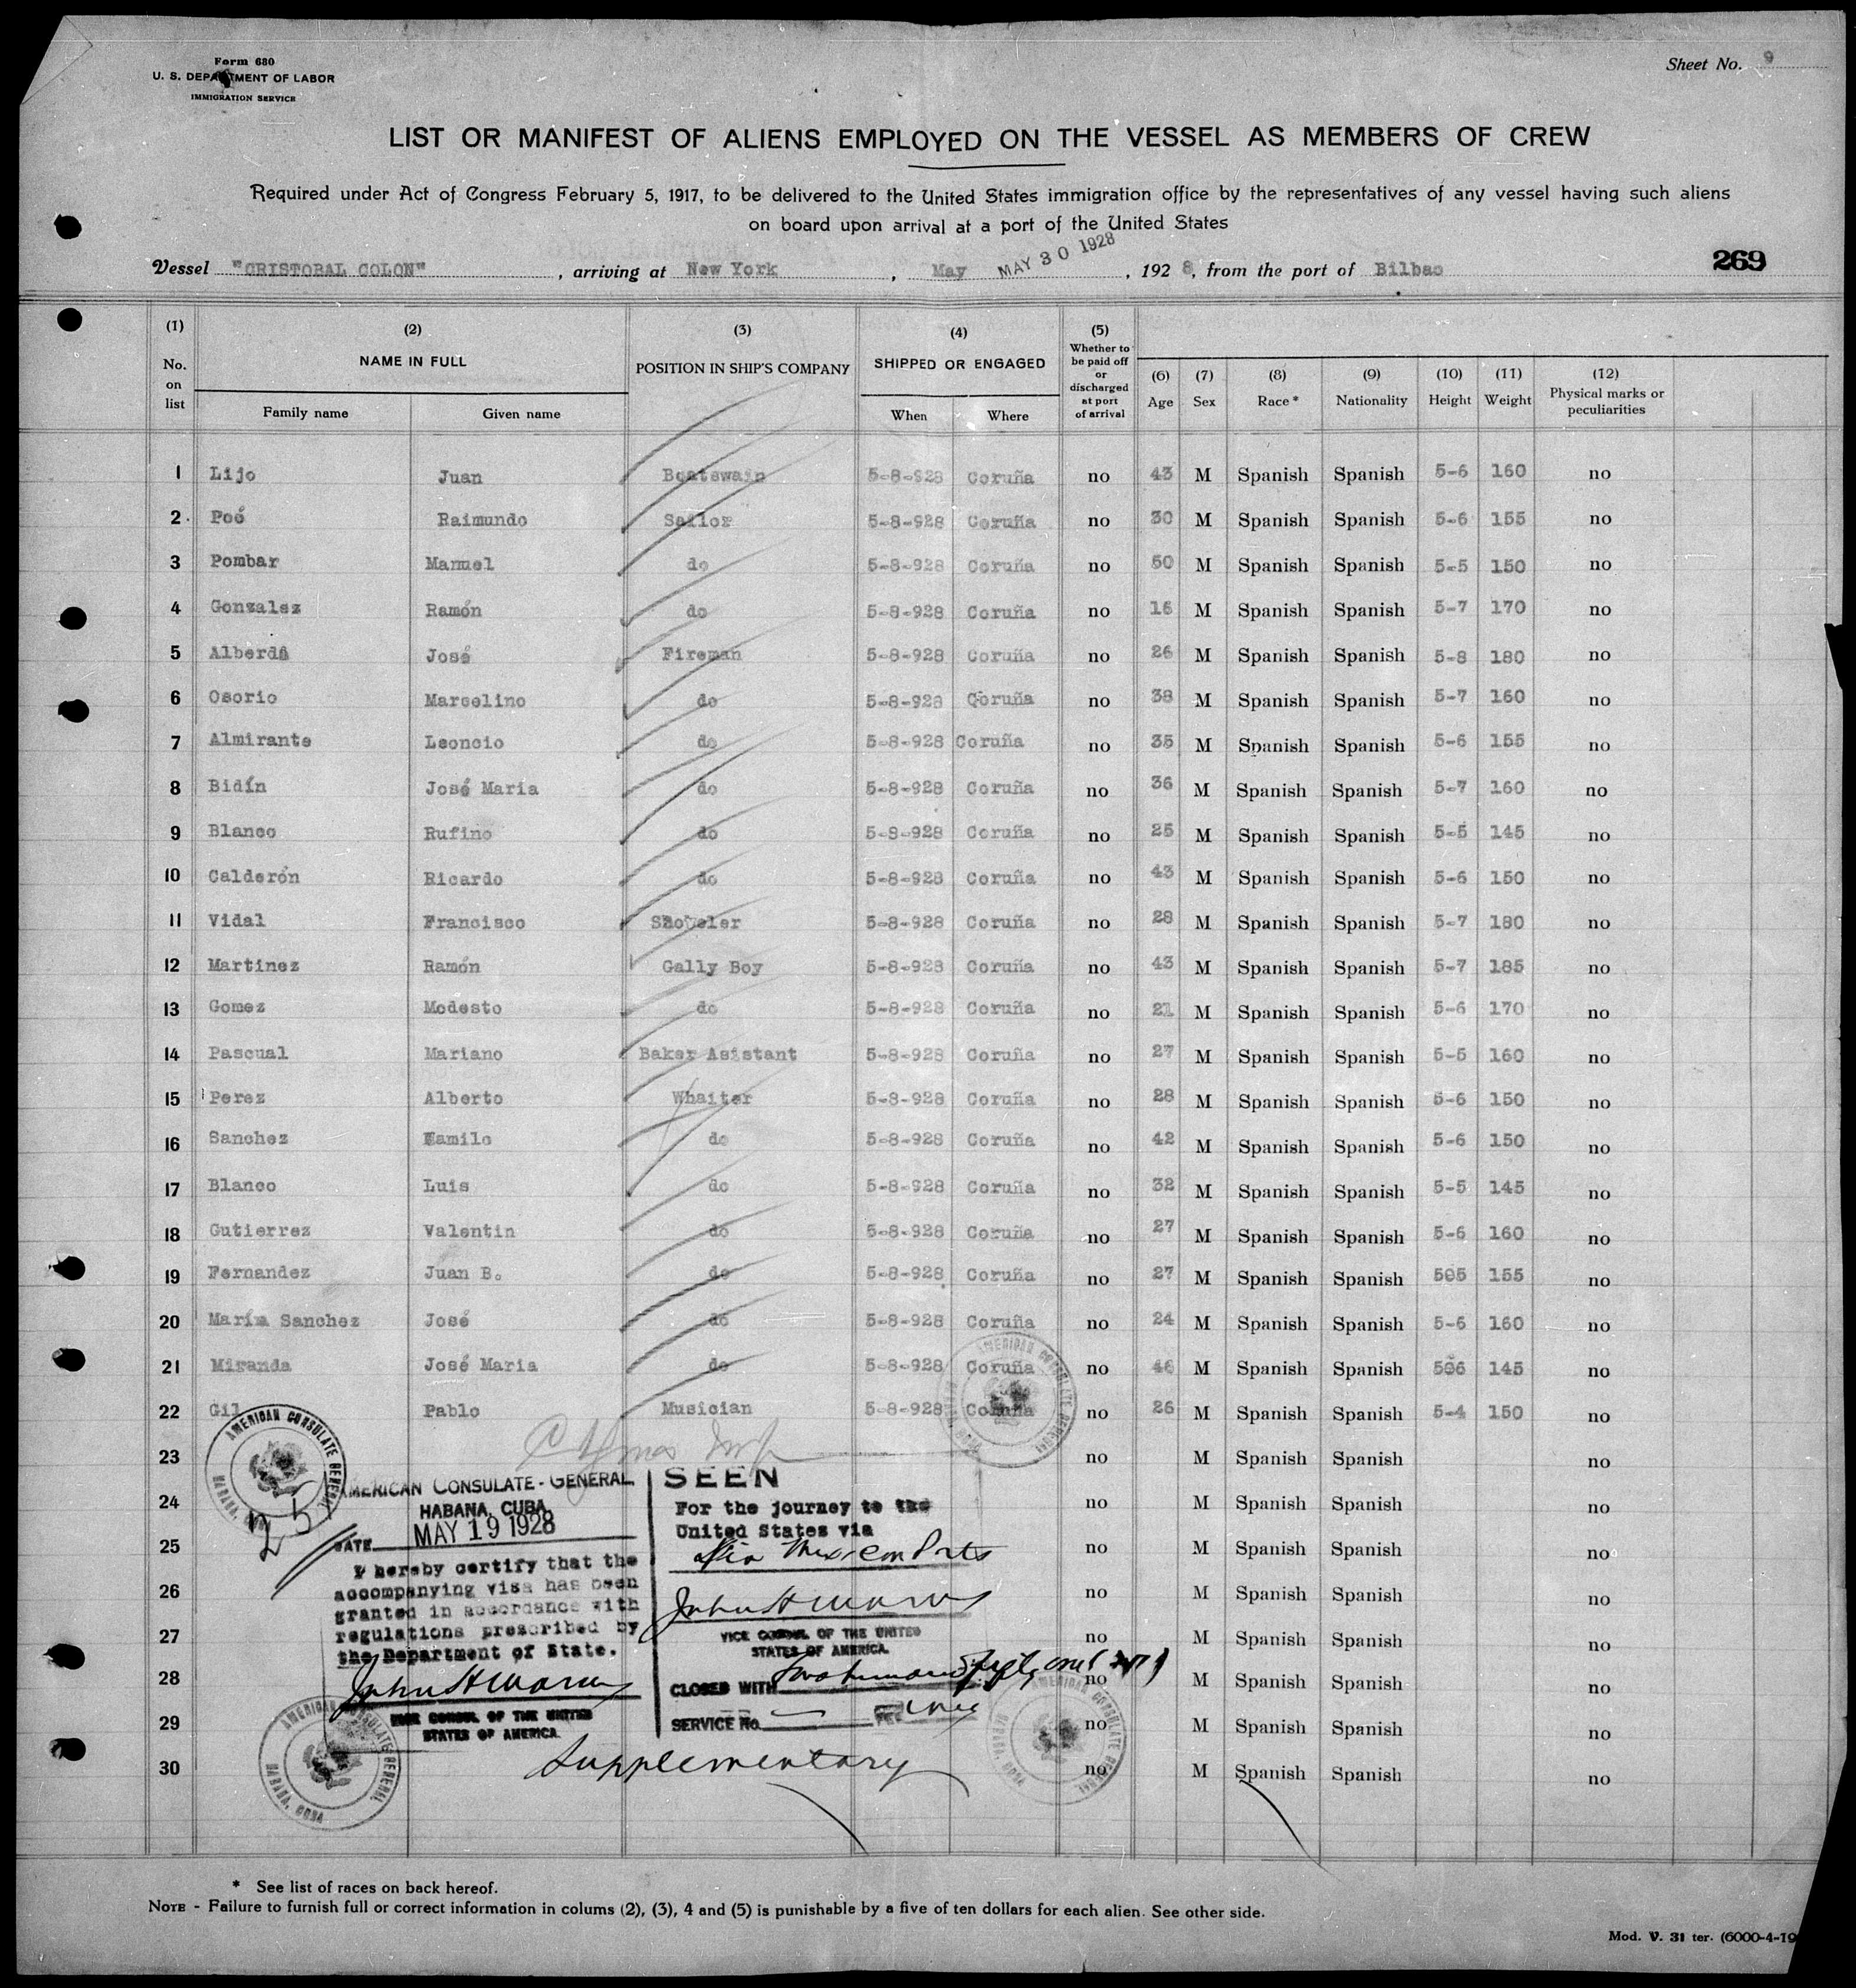 Form 680
U. S. DEPARTMENT OF LABOR
IMMIGRATION SERVICE
Sheet No. 9
LIST OR MANIFEST OF ALIENS EMPLOYED ON THE VESSEL AS MEMBERS OF CREW
Required under Act of Congress February 5, 1917, to be delivered to the United States immigration office by the representatives of any vessel having such aliens
on board upon arrival at a port of the United States
Vessel "CRISTOBAL COLON", arriving at New York, May MAY 30 1928, 1928, from the port of Bilbao 269
(1) No. on list
(2) NAME IN FULL Family name Given name
(3) POSITION IN SHIP'S COMPANY
(4) SHIPPED OR ENGAGED When Where
(5) Whether to be paid off or discharged at port of arrival
(6) Age
(7) Sex
(8) Race *
(9) Nationality
(10) Height
(11) Weight
(12) Physical marks or peculiarities
1 Lijo Juan Boatswain 5-8-928 Coruña no 43 M Spanish Spanish 5-6 160 no
2 Poó Raimundo Sailor 5-8-928 Coruña no 30 M Spanish Spanish 5-6 155 no
3 Pombar Manuel do 5-8-928 Coruña no 50 M Spanish Spanish 5-5 150 no
4 Gonzalez Ramón do 5-8-928 Coruña no 16 M Spanish Spanish 5-7 170 no
5 José Fireman 5-8-928 Coruña no 26 M Spanish Spanish 5-8 180 no
6 Osorio Marcelino do 5-8-928 Coruña no 38 M Spanish Spanish 5-7 160 no
7 Almirante Leoncio do 5-8-928 Coruña no 35 M Spanish Spanish 5-6 155 no
8 Bidín José Maria do 5-8-928 Coruña no 36 M Spanish Spanish 5-7 160 no
9 Blanco Rufino do 5-8-928 Coruña no 25 M Spanish Spanish 5-5 145 no
10 Calderón Ricardo do 5-8-928 Coruña no 43 M Spanish Spanish 5-6 150 no
11 Vidal Francisco Shoveler 5-8-928 Coruña no 28 M Spanish Spanish 5-7 180 no
12 Martinez Ramón Gally Boy 5-8-928 Coruña no 43 M Spanish Spanish 5-7 185 no
13 Gomez Modesto do 5-8-928 Coruña no 21 M Spanish Spanish 5-6 170 no
14 Pascual Mariano Baker Asistant 5-8-928 Coruña no 27 M Spanish Spanish 5-5 160 no
15 Perez Alberto Whaiter 5-8-928 Coruña no 28 M Spanish Spanish 5-6 150 no
16 Sanchez Camilo do 5-8-928 Coruña no 42 M Spanish Spanish 5-6 150 no
17 Blanco Luis do 5-8-928 Coruña no 32 M Spanish Spanish 5-5 145 no
18 Gutierrez Valentin do 5-8-928 Coruña no 27 M Spanish Spanish 5-6 160 no
19 Fernandez Juan B. do 5-8-928 Coruña no 27 M Spanish Spanish 505 155 no
20 Marín Sanchez José do 5-8-928 Coruña no 24 M Spanish Spanish 5-6 160 no
21 Miranda José Maria do 5-8-928 Coruña no 46 M Spanish Spanish 506 145 no
22 Gil Pablo Musician 5-8-928 Coruña no 26 M Spanish Spanish 5-4 150 no
23 no M Spanish Spanish no
24 no M Spanish Spanish no
25 no M Spanish Spanish no
26 no M Spanish Spanish no
27 no M Spanish Spanish no
28 no M Spanish Spanish no
29 no M Spanish Spanish no
30 no M Spanish Spanish no
AMERICAN CONSULATE GENERAL HABANA, CUBA
AMERICAN CONSULATE GENERAL HABANA, CUBA
25
AMERICAN CONSULATE - GENERAL
HABANA, CUBA
DATE MAY 19 1928
I hereby certify that the
accompanying visa has been
granted in accordance with
regulations prescribed by
the Department of State.
VICE CONSUL OF THE UNITED
STATES OF AMERICA.
SEEN
For the journey to the
United States via
Via Mexican Ports
VICE CONSUL OF THE UNITED
STATES OF AMERICA.
CLOSED WITH
SERVICE No. FEE
AMERICAN CONSULATE GENERAL HABANA, CUBA
AMERICAN CONSULATE GENERAL HABANA, CUBA
Supplementary
* See list of races on back hereof.
NOTE - Failure to furnish full or correct information in colums (2), (3), 4 and (5) is punishable by a five of ten dollars for each alien. See other side.
Mod. V. 31 ter. (6000-4-19